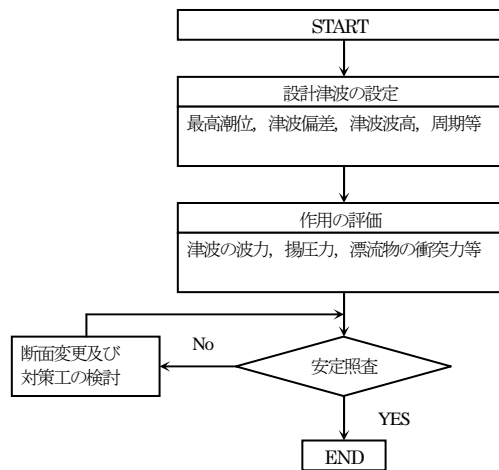 START
設計津波の設定
最高潮位，津波偏差，津波波高，周期等
作用の評価
津波の波力，揚圧力，漂流物の衝突力等
断面変更及び
対策工の検討
No
安定照査
YES
END